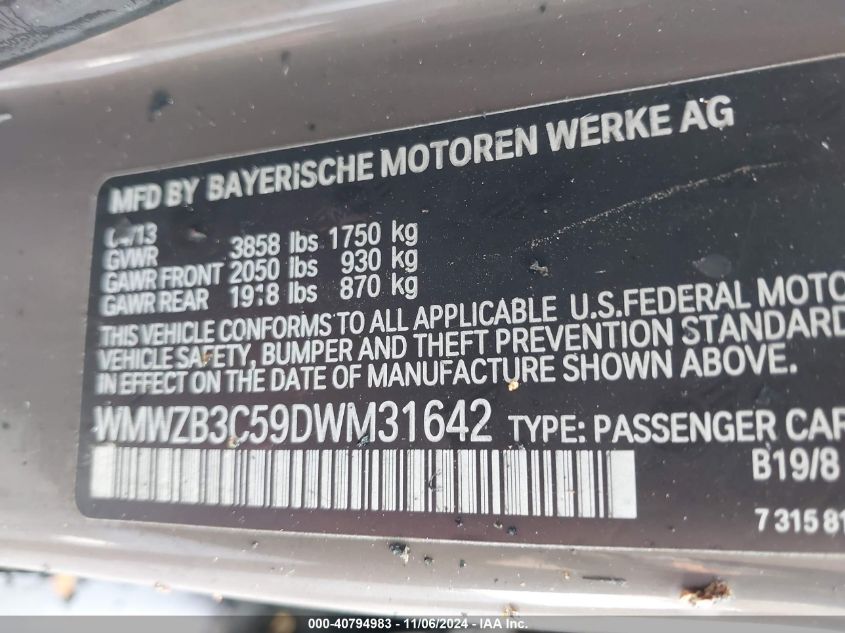 MFD BY BAYERISCHE MOTOREN WERKE AG
/13
GVWR 3858 lbs 1750 kg
GAWR FRONT 2050 lbs 930 kg
GAWR REAR 1918 lbs 870 kg
THIS VEHICLE CONFORMS TO ALL APPLICABLE U.S.FEDERAL MOTO
VEHICLE SAFETY, BUMPER AND THEFT PREVENTION STANDARD
IN EFFECT ON THE DATE OF MANUFACTURE SHOWN ABOVE.
WMWZB3C59DWM31642 TYPE: PASSENGER CAR
B19/8
7 315 81
000-40794983 - 11/06/2024 - IAA Inc.